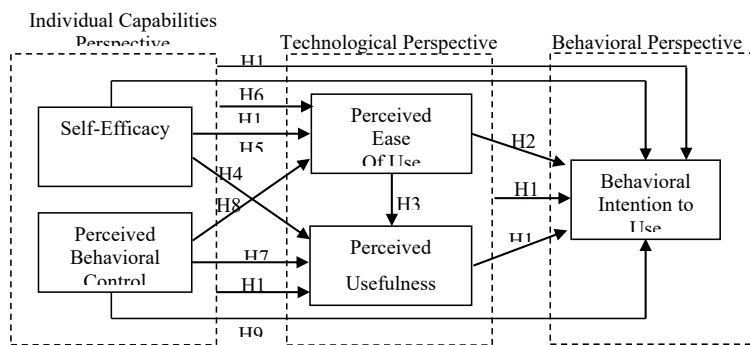 Individual Capabilities
Perspective
Technological Perspective
Behavioral Perspective
H1
H6
H1
H5
Self-Efficacy
Perceived
Ease
Of Use
H2
H4
H8
H3
H1
Behavioral
Intention to
Use
Perceived
Behavioral
Control
H7
H1
Perceived
Usefulness
H1
H9